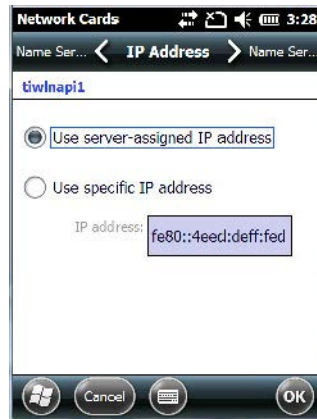 Network Cards 3:28
Name Ser... IP Address Name Ser...
tiwlnapi1
Use server-assigned IP address
Use specific IP address
IP address: fe80::4eed:deff:fed
Cancel OK